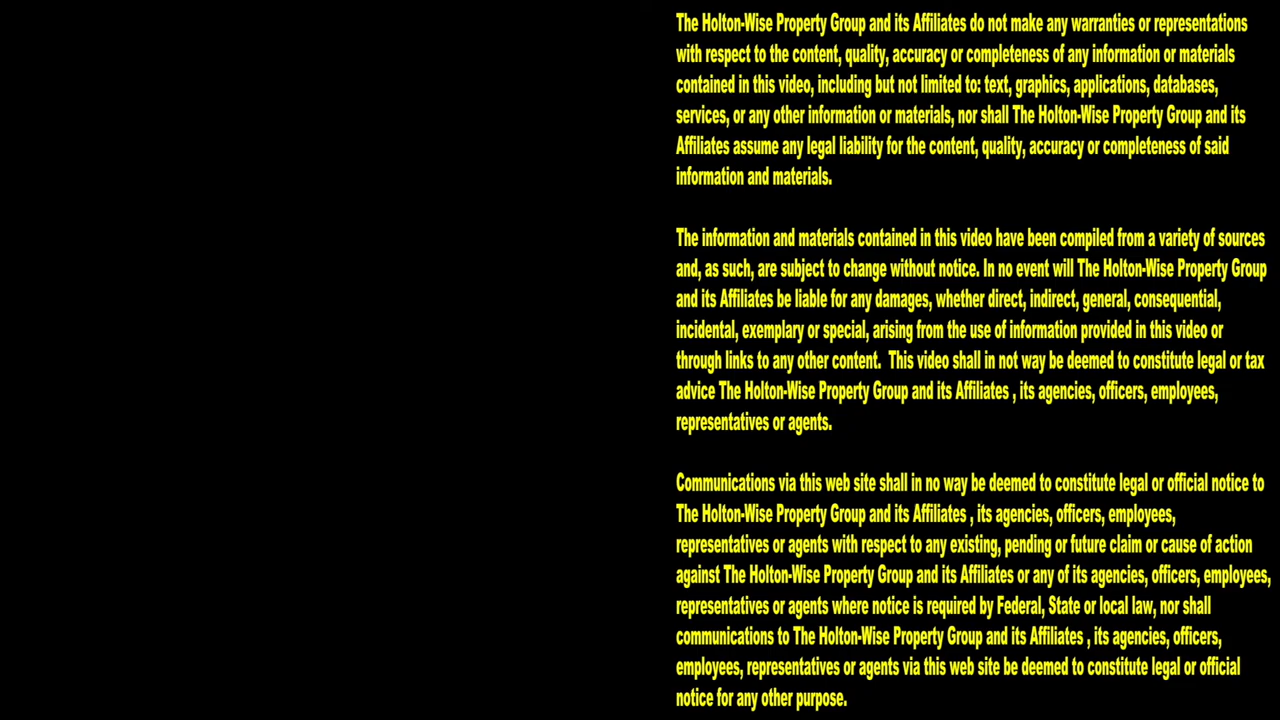 The Holton-Wise Property Group and its Affiliates do not make any warranties or representations
with respect to the content, quality, accuracy or completeness of any information or materials
contained in this video, including but not limited to: text, graphics, applications, databases,
services, or any other information or materials, nor shall The Holton-Wise Property Group and its
Affiliates assume any legal liability for the content, quality, accuracy or completeness of said
information and materials.
The information and materials contained in this video have been compiled from a variety of sources
and, as such, are subject to change without notice. In no event will The Holton-Wise Property Group
and its Affiliates be liable for any damages, whether direct, indirect, general, consequential,
incidental, exemplary or special, arising from the use of information provided in this video or
through links to any other content.  This video shall in not way be deemed to constitute legal or tax
advice The Holton-Wise Property Group and its Affiliates , its agencies, officers, employees,
representatives or agents.
Communications via this web site shall in no way be deemed to constitute legal or official notice to
The Holton-Wise Property Group and its Affiliates , its agencies, officers, employees,
representatives or agents with respect to any existing, pending or future claim or cause of action
against The Holton-Wise Property Group and its Affiliates or any of its agencies, officers, employees,
representatives or agents where notice is required by Federal, State or local law, nor shall
communications to The Holton-Wise Property Group and its Affiliates , its agencies, officers,
employees, representatives or agents via this web site be deemed to constitute legal or official
notice for any other purpose.